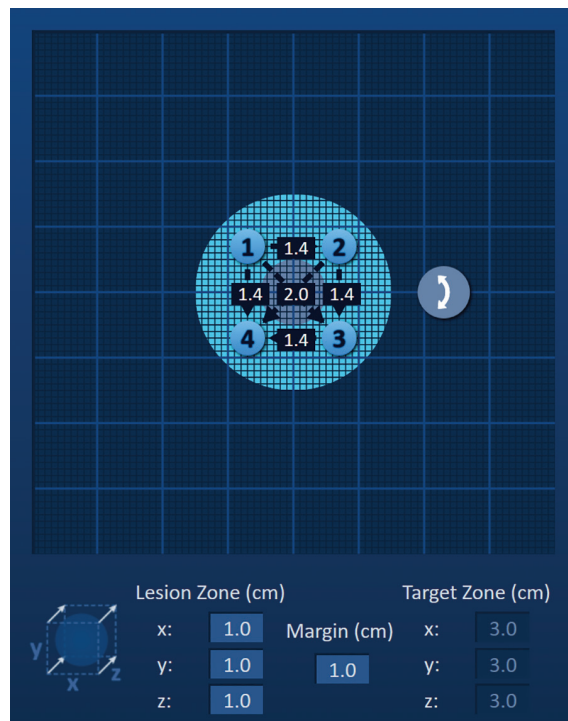 1 1.4 2
1.4 2.0 1.4
4 1.4 3
Lesion Zone (cm) Target Zone (cm)
x: 1.0 Margin (cm) x: 3.0
y: 1.0 1.0 y: 3.0
z: 1.0 z: 3.0
y
x
z